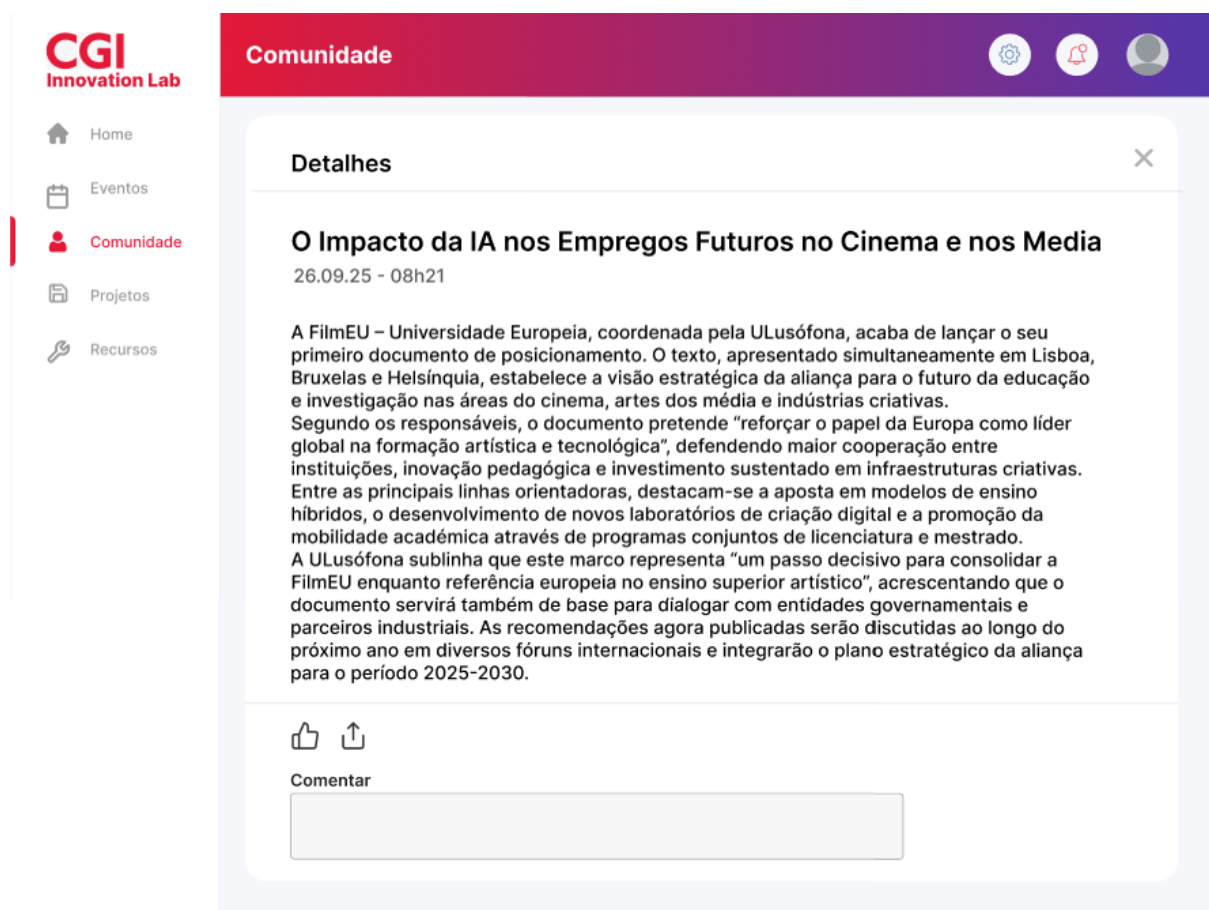 CGI
Innovation Lab
Comunidade
Home
Eventos
Comunidade
Projetos
Recursos
Detalhes
O Impacto da IA nos Empregos Futuros no Cinema e nos Media
26.09.25 - 08h21
A FilmEU – Universidade Europeia, coordenada pela ULusófona, acaba de lançar o seu
primeiro documento de posicionamento. O texto, apresentado simultaneamente em Lisboa,
Bruxelas e Helsínquia, estabelece a visão estratégica da aliança para o futuro da educação
e investigação nas áreas do cinema, artes dos média e indústrias criativas.
Segundo os responsáveis, o documento pretende “reforçar o papel da Europa como líder
global na formação artística e tecnológica”, defendendo maior cooperação entre
instituições, inovação pedagógica e investimento sustentado em infraestruturas criativas.
Entre as principais linhas orientadoras, destacam-se a aposta em modelos de ensino
híbridos, o desenvolvimento de novos laboratórios de criação digital e a promoção da
mobilidade académica através de programas conjuntos de licenciatura e mestrado.
A ULusófona sublinha que este marco representa “um passo decisivo para consolidar a
FilmEU enquanto referência europeia no ensino superior artístico”, acrescentando que o
documento servirá também de base para dialogar com entidades governamentais e
parceiros industriais. As recomendações agora publicadas serão discutidas ao longo do
próximo ano em diversos fóruns internacionais e integrarão o plano estratégico da aliança
para o período 2025-2030.
Comentar